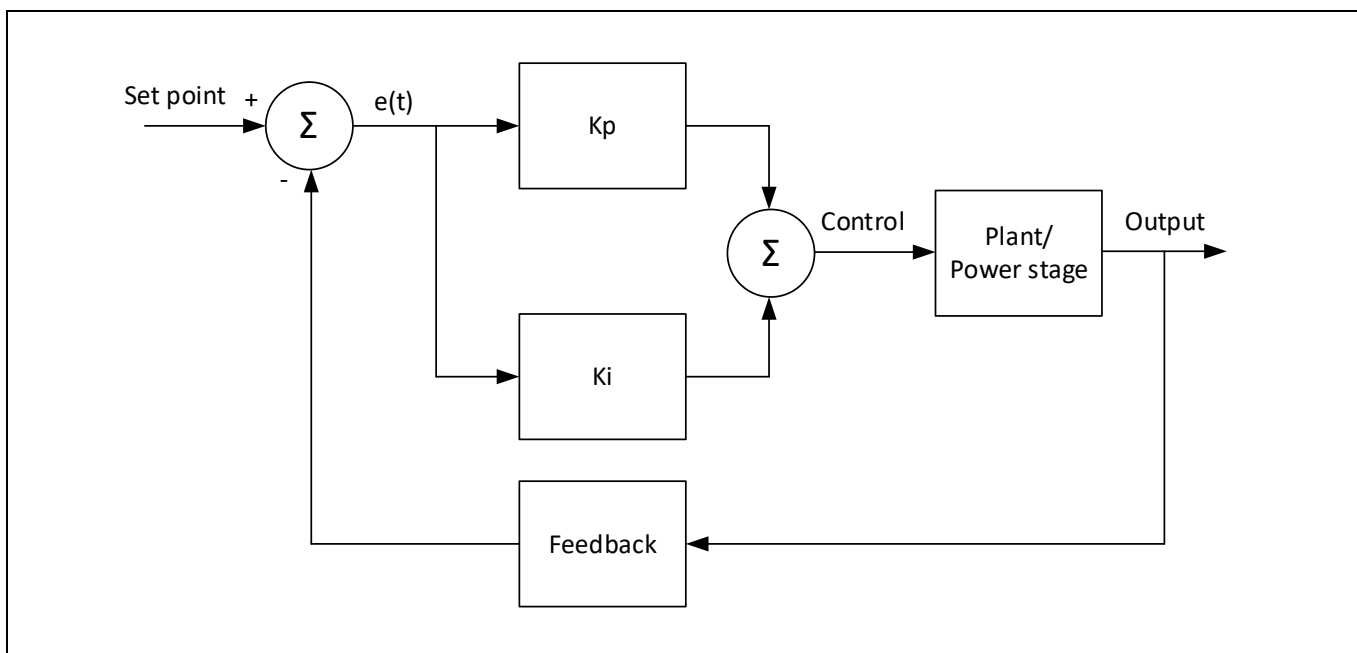 Set point
+
Σ
-
e(t)
Kp
Ki
Σ
Control
Plant/
Power stage
Output
Feedback